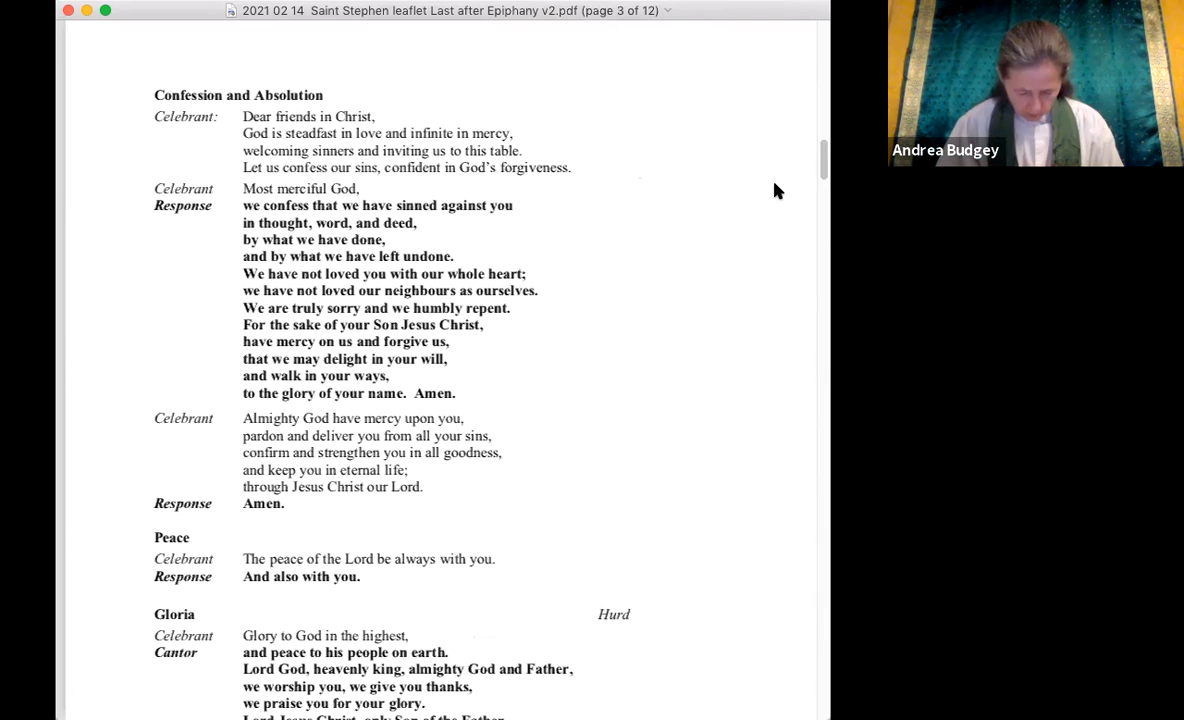 2021 02 14 Saint Stephen leaflet Last after Epiphany v2.pdf (page 3 of 12)
Confession and Absolution
Celebrant: Dear friends in Christ,
God is steadfast in love and infinite in mercy,
welcoming sinners and inviting us to this table.
Let us confess our sins, confident in God's forgiveness.
Celebrant Most merciful God,
Response we confess that we have sinned against you
in thought, word, and deed,
by what we have done,
and by what we have left undone.
We have not loved you with our whole heart;
we have not loved our neighbours as ourselves.
We are truly sorry and we humbly repent.
For the sake of your Son Jesus Christ,
have mercy on us and forgive us,
that we may delight in your will,
and walk in your ways,
to the glory of your name. Amen.
Celebrant Almighty God have mercy upon you,
pardon and deliver you from all your sins,
confirm and strengthen you in all goodness,
and keep you in eternal life;
through Jesus Christ our Lord.
Response Amen.
Peace
Celebrant The peace of the Lord be always with you.
Response And also with you.
Gloria Hurd
Celebrant Glory to God in the highest,
Cantor and peace to his people on earth.
Lord God, heavenly king, almighty God and Father,
we worship you, we give you thanks,
we praise you for your glory.
Lord Jesus Christ, only Son of the Father,
Andrea Budgey